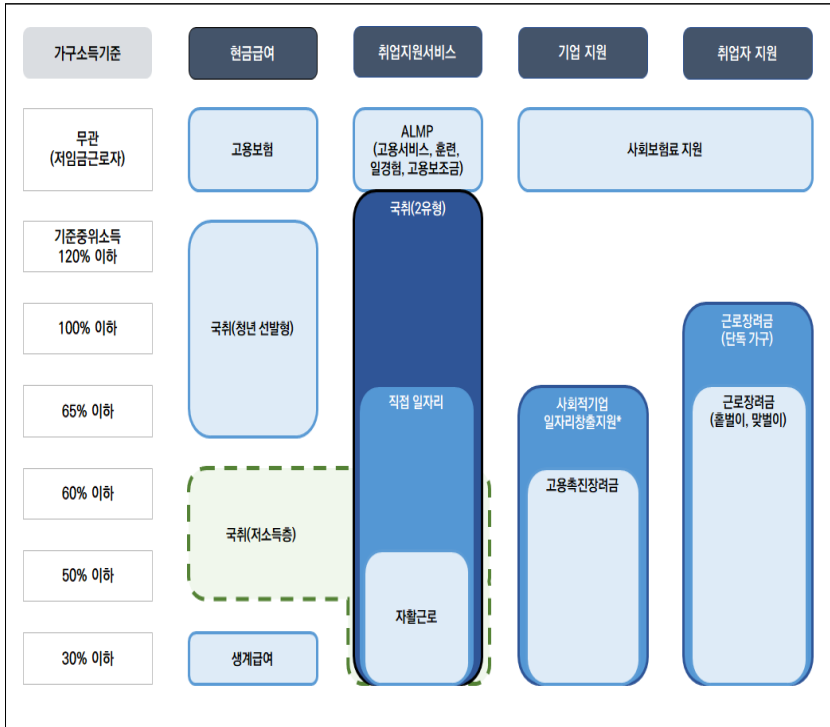 가구소득기준
현금급여
취업지원서비스
기업 지원
취업자 지원
무관
(저임금근로자)
고용보험
ALMP
(고용서비스, 훈련,
일경험, 고용보조금)
사회보험료 지원
국취(2유형)
기준중위소득
120% 이하
100% 이하
국취(청년 선발형)
근로장려금
(단독 가구)
65% 이하
직접 일자리
사회적기업
일자리창출지원*
근로장려금
(홑벌이, 맞벌이)
60% 이하
고용촉진장려금
국취(저소득층)
50% 이하
자활근로
30% 이하
생계급여